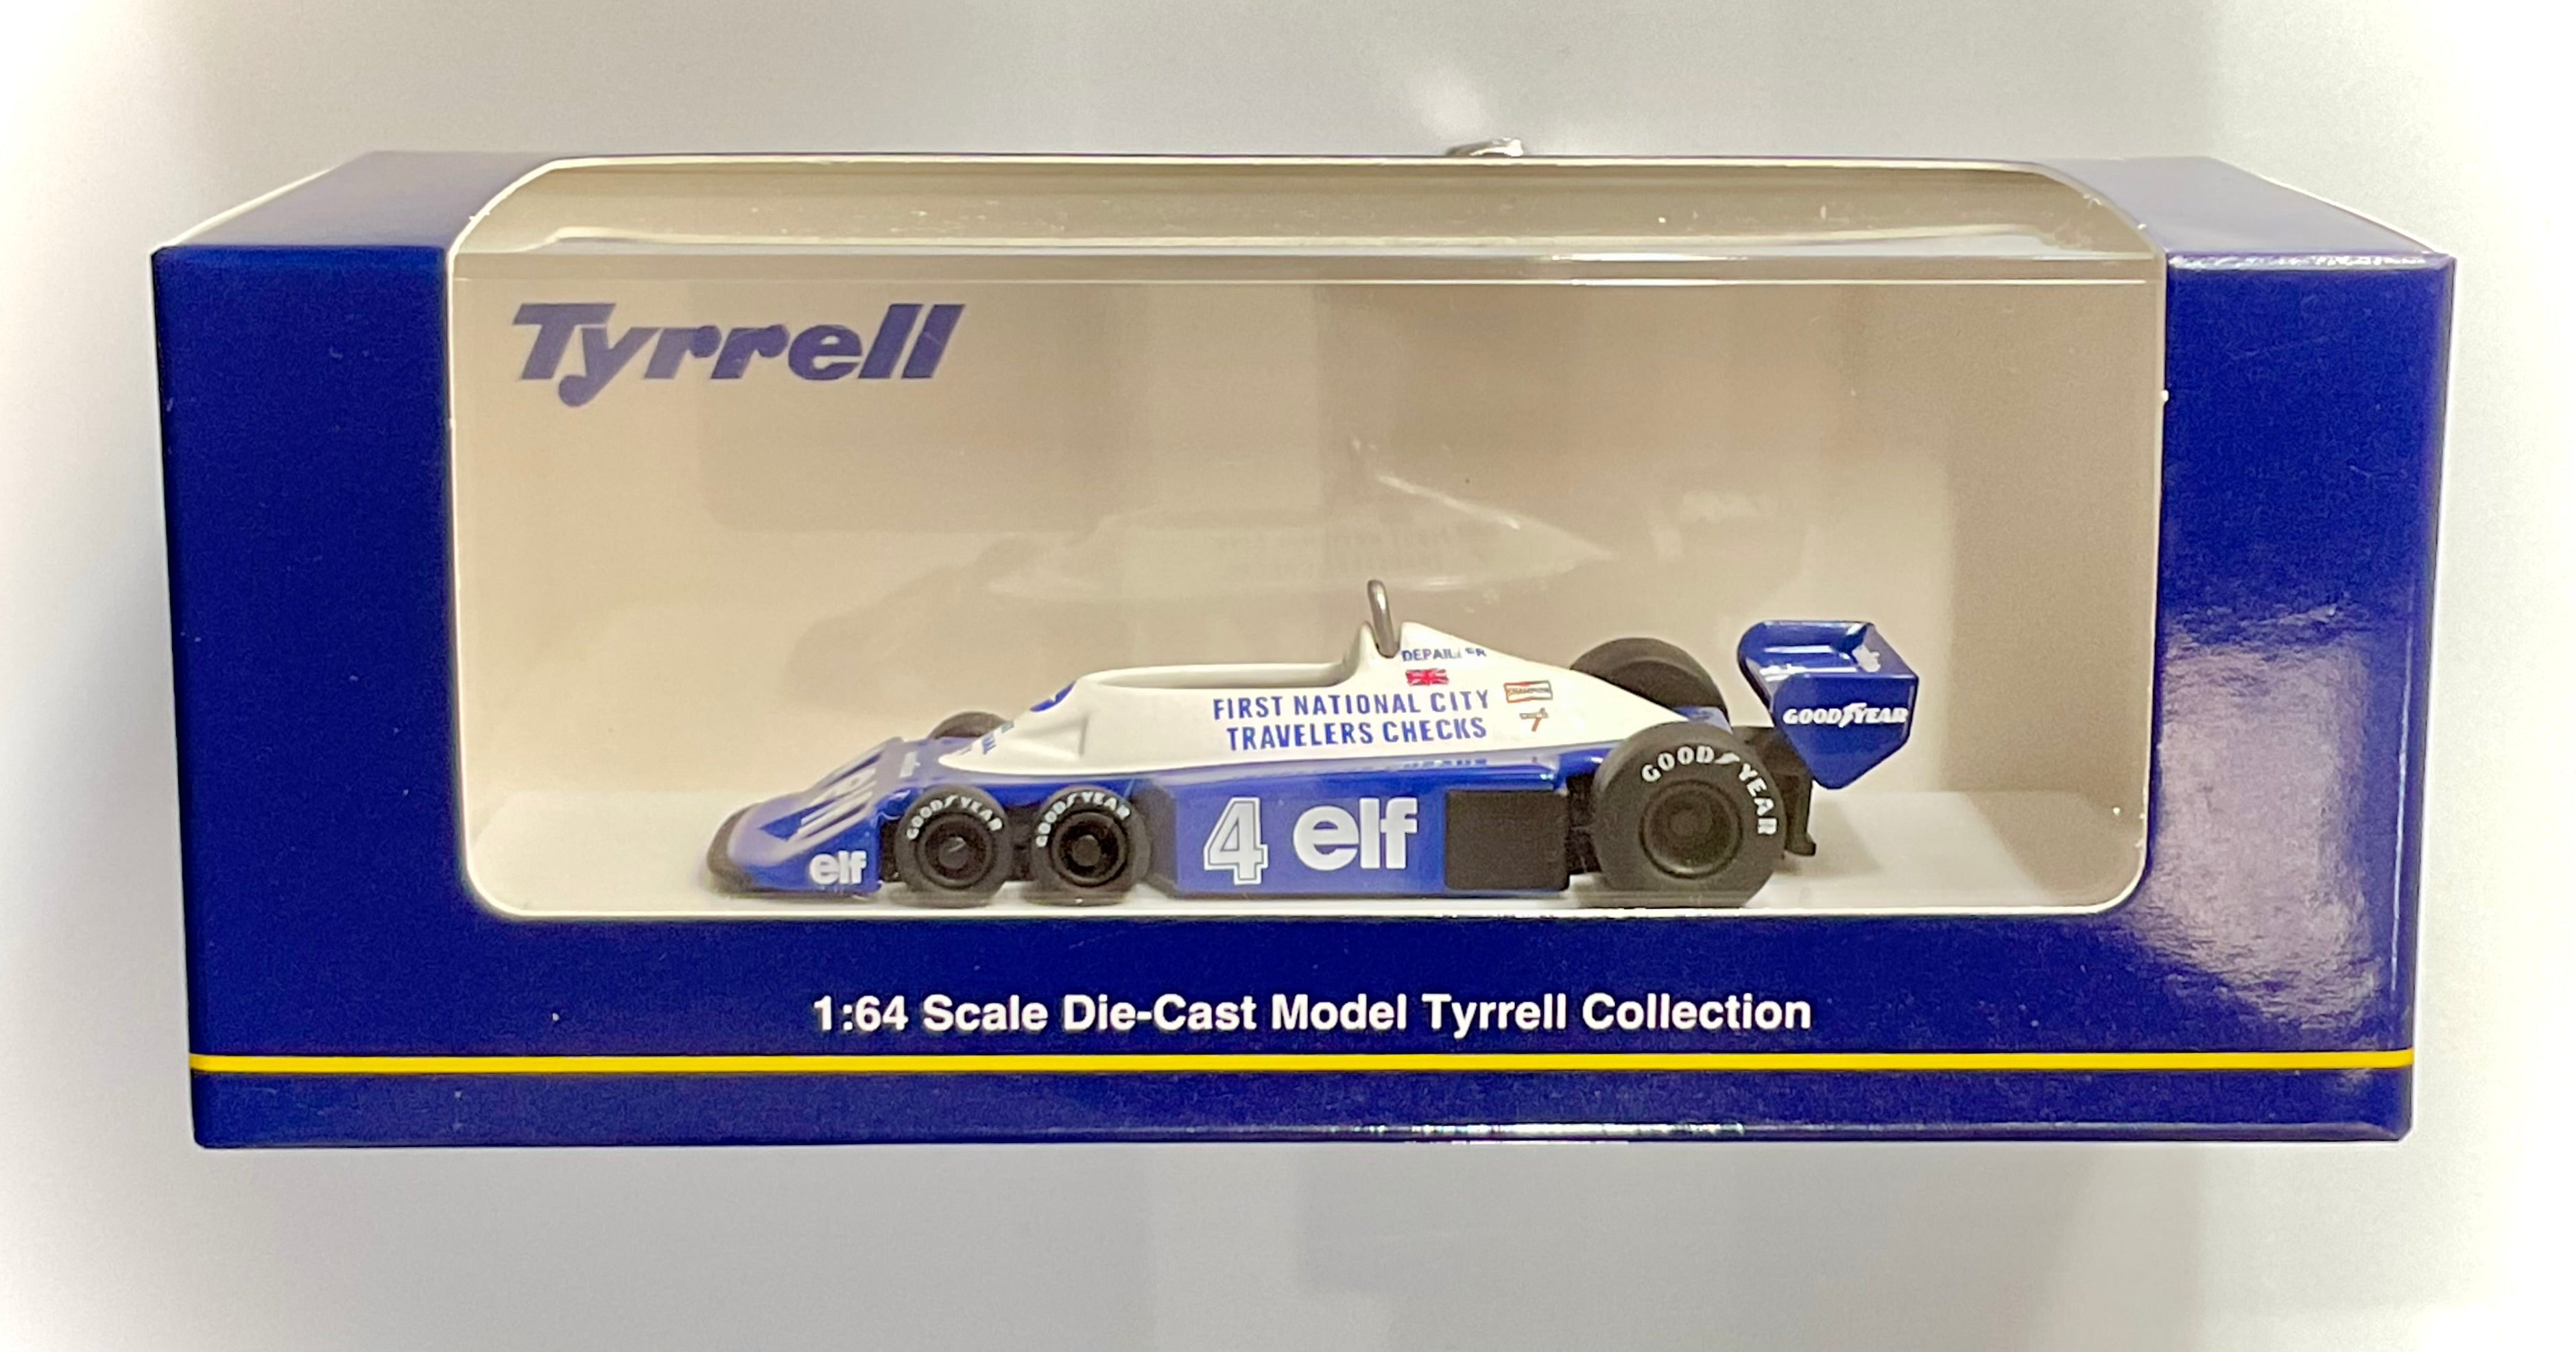 Tyrrell
DEPAILLER
FIRST NATIONAL CITY
TRAVELERS CHECKS
CHAMPION
GOODYEAR
GOODYEAR
GOODYEAR
GOODYEAR
4 elf
elf
1:64 Scale Die-Cast Model Tyrrell Collection